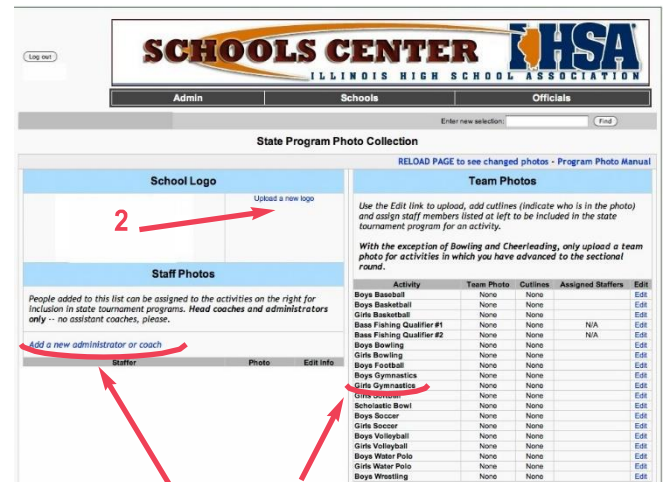 Log out
SCHOOLS CENTER
IHSA
ILLINOIS HIGH SCHOOL ASSOCIATION
Admin Schools Officials
Enter new selection: Find
State Program Photo Collection
RELOAD PAGE to see changed photos - Program Photo Manual
School Logo
Upload a new logo
2
Staff Photos
People added to this list can be assigned to the activities on the right for
inclusion in state tournament programs. Head coaches and administrators
only -- no assistant coaches, please.
Add a new administrator or coach
Staffer Photo Edit Info
Team Photos
Use the Edit link to upload, add cutlines (indicate who is in the photo)
and assign staff members listed at left to be included in the state
tournament program for an activity.
With the exception of Bowling and Cheerleading, only upload a team
photo for activities in which you have advanced to the sectional
round.
Activity Team Photo Cutlines Assigned Staffers Edit
Boys Baseball None None Edit
Boys Basketball None None Edit
Girls Basketball None None Edit
Bass Fishing Qualifier #1 None None N/A Edit
Bass Fishing Qualifier #2 None None N/A Edit
Boys Bowling None None Edit
Girls Bowling None None Edit
Boys Football None None Edit
Boys Gymnastics None None Edit
Girls Gymnastics None None Edit
Girls Softball None None Edit
Scholastic Bowl None None Edit
Boys Soccer None None Edit
Girls Soccer None None Edit
Boys Volleyball None None Edit
Girls Volleyball None None Edit
Boys Water Polo None None Edit
Girls Water Polo None None Edit
Boys Wrestling None None Edit